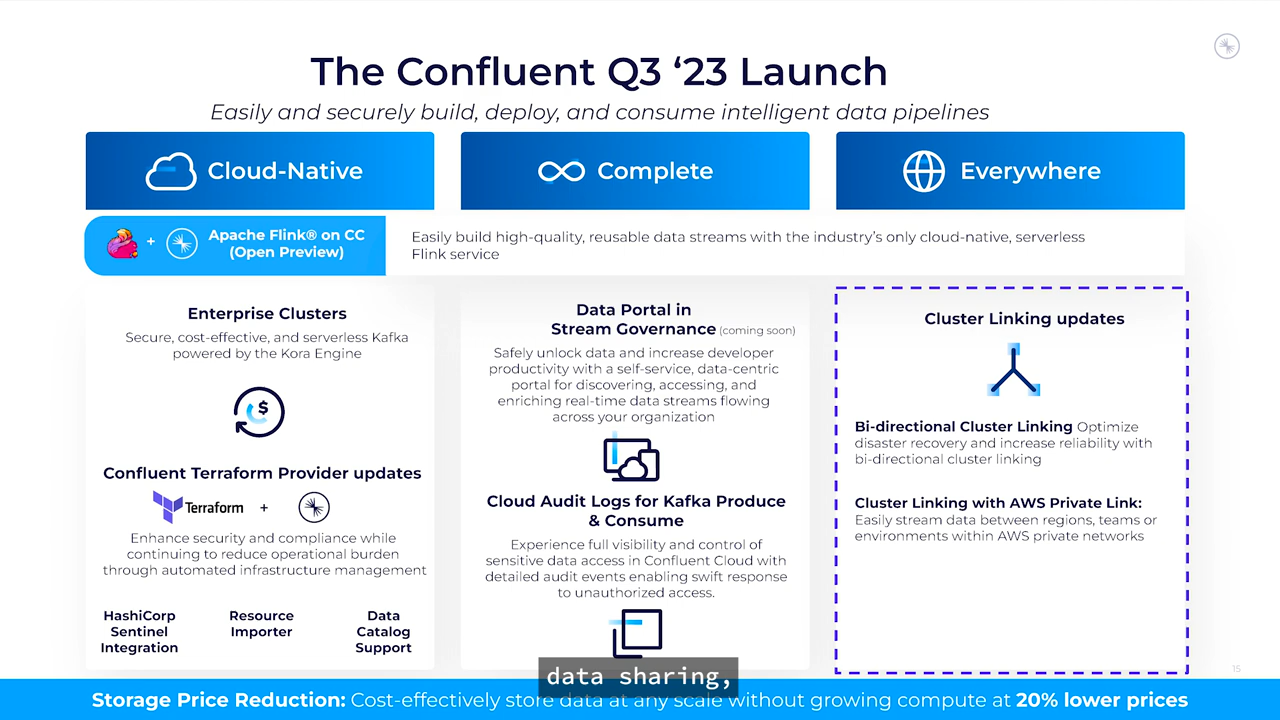 The Confluent Q3 ‘23 Launch
Easily and securely build, deploy, and consume intelligent data pipelines
Cloud-Native
Complete
Everywhere
+
Apache Flink® on CC
(Open Preview)
Easily build high-quality, reusable data streams with the industry’s only cloud-native, serverless
Flink service
Enterprise Clusters
Secure, cost-effective, and serverless Kafka
powered by the Kora Engine
$
Confluent Terraform Provider updates
Terraform +
Enhance security and compliance while
continuing to reduce operational burden
through automated infrastructure management
HashiCorp
Sentinel
Integration
Resource
Importer
Data
Catalog
Support
Data Portal in
Stream Governance (coming soon)
Safely unlock data and increase developer
productivity with a self-service, data-centric
portal for discovering, accessing, and
enriching real-time data streams flowing
across your organization
Cloud Audit Logs for Kafka Produce
& Consume
Experience full visibility and control of
sensitive data access in Confluent Cloud with
detailed audit events enabling swift response
to unauthorized access.
Cluster Linking updates
Bi-directional Cluster Linking Optimize
disaster recovery and increase reliability with
bi-directional cluster linking
Cluster Linking with AWS Private Link:
Easily stream data between regions, teams or
environments within AWS private networks
15
data sharing,
Storage Price Reduction: Cost-effectively store data at any scale without growing compute at 20% lower prices